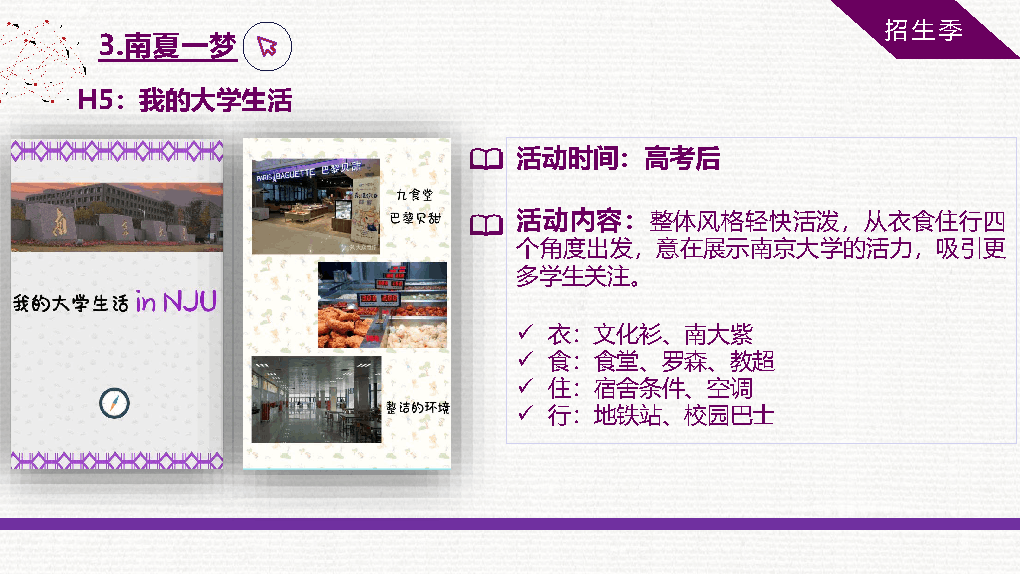 招生季
3.南夏一梦
H5：我的大学生活
我的大学生活 in NJU
PARIS BAGUETTE 巴黎贝甜
九食堂
巴黎贝甜
整洁的环境
活动时间：高考后
活动内容：整体风格轻快活泼，从衣食住行四
个角度出发，意在展示南京大学的活力，吸引更
多学生关注。
✓ 衣：文化衫、南大紫
✓ 食：食堂、罗森、教超
✓ 住：宿舍条件、空调
✓ 行：地铁站、校园巴士